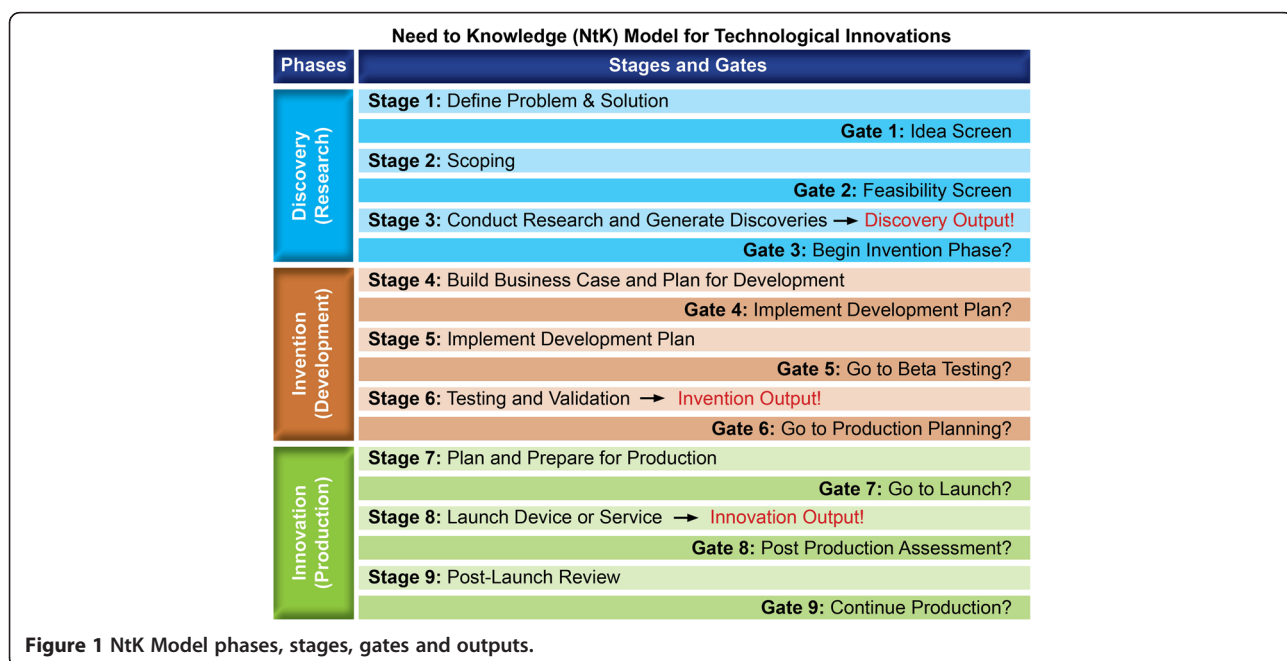 Need to Knowledge (NtK) Model for Technological Innovations
Phases
Stages and Gates
Discovery
(Research)
Stage 1: Define Problem & Solution
Gate 1: Idea Screen
Stage 2: Scoping
Gate 2: Feasibility Screen
Stage 3: Conduct Research and Generate Discoveries → Discovery Output!
Gate 3: Begin Invention Phase?
Invention
(Development)
Stage 4: Build Business Case and Plan for Development
Gate 4: Implement Development Plan?
Stage 5: Implement Development Plan
Gate 5: Go to Beta Testing?
Stage 6: Testing and Validation → Invention Output!
Gate 6: Go to Production Planning?
Innovation
(Production)
Stage 7: Plan and Prepare for Production
Gate 7: Go to Launch?
Stage 8: Launch Device or Service → Innovation Output!
Gate 8: Post Production Assessment?
Stage 9: Post-Launch Review
Gate 9: Continue Production?
Figure 1 NtK Model phases, stages, gates and outputs.